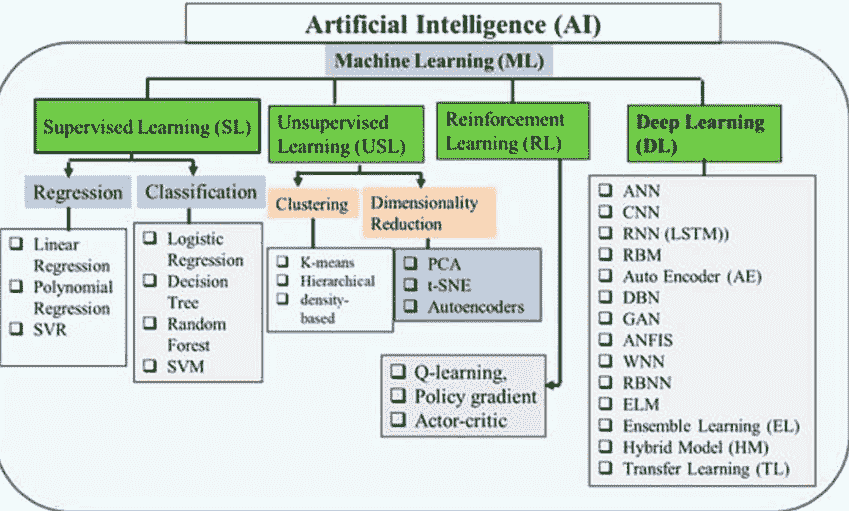 Artificial Intelligence (AI)
Machine Learning (ML)
Supervised Learning (SL)
Unsupervised
Learning (USL)
Reinforcement
Learning (RL)
Deep Learning
(DL)
Regression
Classification
Clustering
Dimensionality
Reduction
Linear
Regression
Polynomial
Regression
SVR
Logistic
Regression
Decision
Tree
Random
Forest
SVM
K-means
Hierarchical
density-
based
PCA
t-SNE
Autoencoders
Q-learning,
Policy gradient
Actor-critic
ANN
CNN
RNN (LSTM))
RBM
Auto Encoder (AE)
DBN
GAN
ANFIS
WNN
RBNN
ELM
Ensemble Learning (EL)
Hybrid Model (HM)
Transfer Learning (TL)